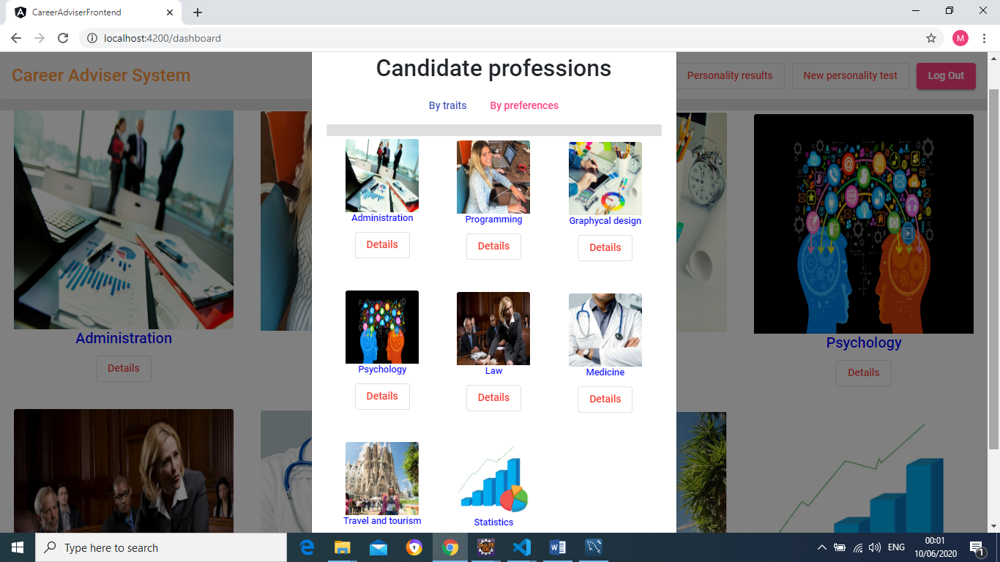 CareerAdviserFrontend
localhost:4200/dashboard
M
Career Adviser System
Personality results
New personality test
Log Out
Candidate professions
By traits
By preferences
Administration
Programming
Graphycal design
Details
Details
Details
Psychology
Law
Medicine
Details
Details
Details
Travel and tourism
Statistics
Administration
Details
Psychology
Details
Type here to search
ENG
00:01
10/06/2020
1